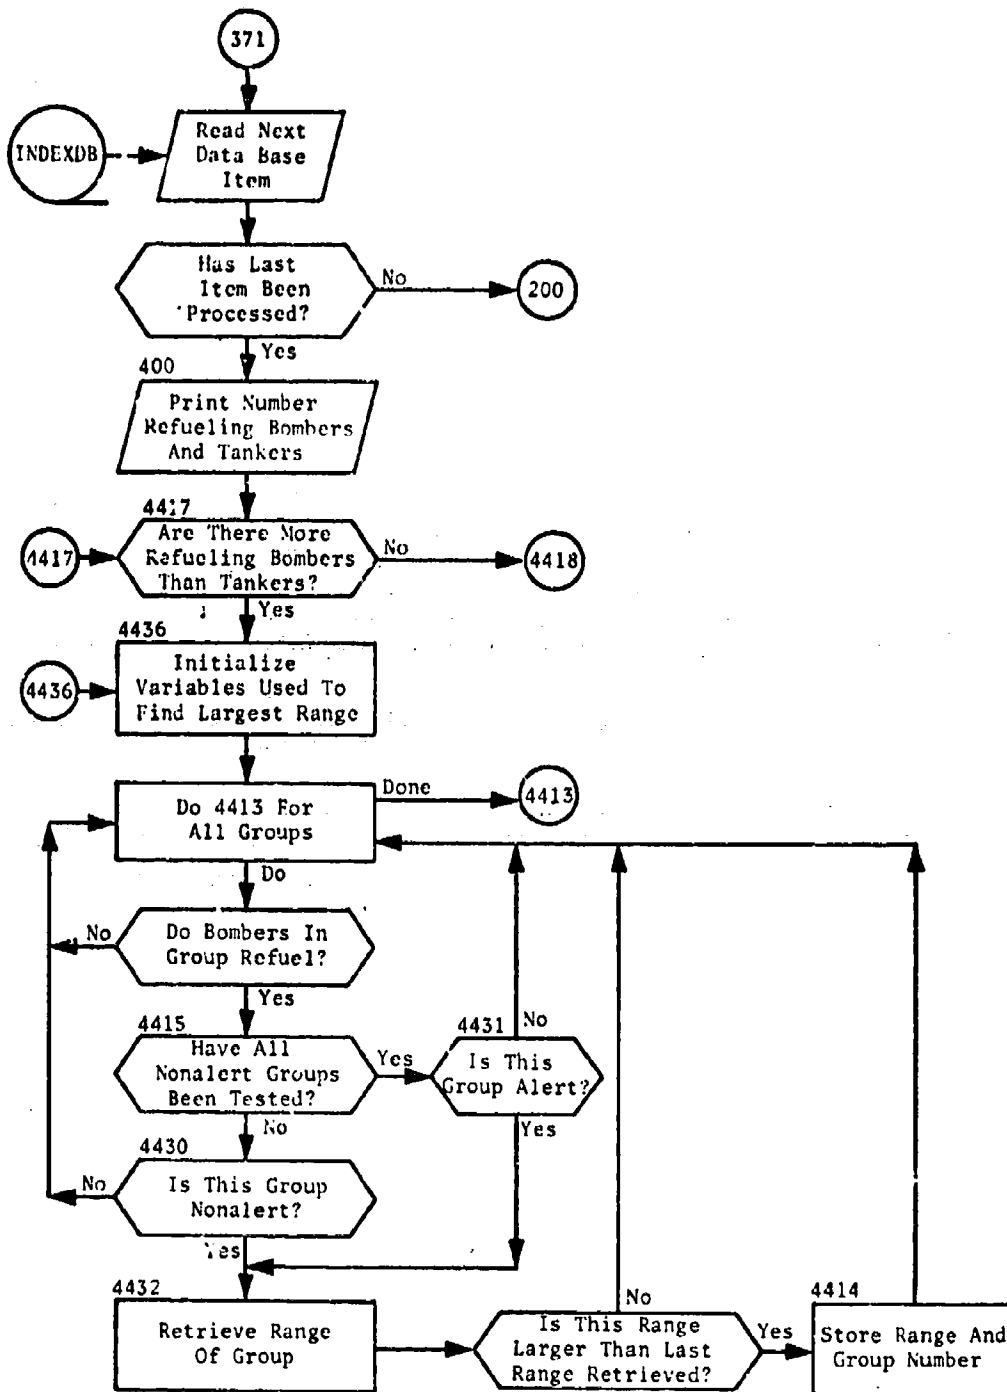 371
INDEXDB
Read Next
Data Base
Item
Has Last
Item Been
Processed?
No
200
Yes
400
Print Number
Refueling Bombers
And Tankers
4417
4417
Are There More
Refueling Bombers
Than Tankers?
No
4418
Yes
4436
4436
Initialize
Variables Used To
Find Largest Range
Do 4413 For
All Groups
Done
4413
Do
Do Bombers In
Group Refuel?
No
Yes
4415
Have All
Nonalert Groups
Been Tested?
Yes
4431
Is This
Group Alert?
No
Yes
No
4430
Is This Group
Nonalert?
No
Yes
4432
Retrieve Range
Of Group
Is This Range
Larger Than Last
Range Retrieved?
No
Yes
4414
Store Range And
Group Number